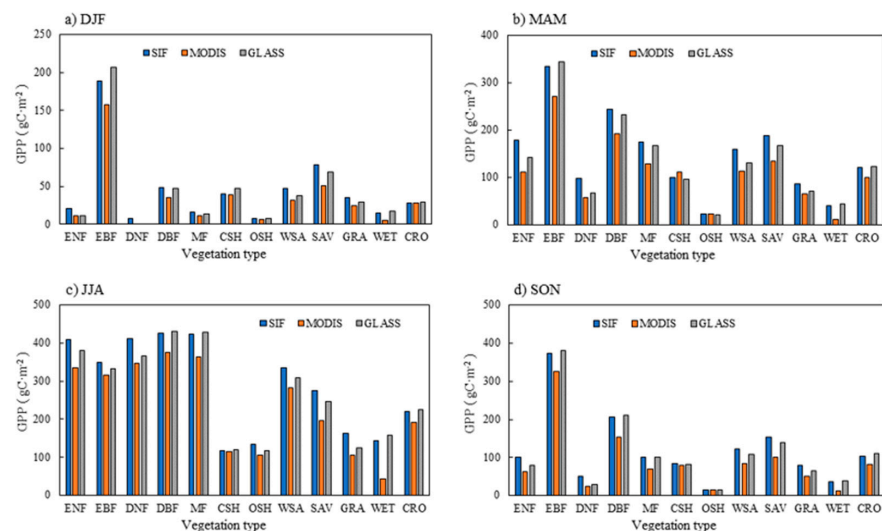 a) DJF
SIF MODIS GLASS
GPP ( gC·m⁻²)
250
200
150
100
50
0
ENF EBF DNF DBF MF CSH OSH WSA SAV GRA WET CRO
Vegetation type
b) MAM
SIF MODIS GLASS
GPP ( gC·m⁻²)
400
300
200
100
0
ENF EBF DNF DBF MF CSH OSH WSA SAV GRA WET CRO
Vegetation type
c) JJA
SIF MODIS GLASS
GPP ( gC·m⁻²)
500
400
300
200
100
0
ENF EBF DNF DBF MF CSH OSH WSA SAV GRA WET CRO
Vegetation type
d) SON
SIF MODIS GLASS
GPP ( gC·m⁻²)
500
400
300
200
100
0
ENF EBF DNF DBF MF CSH OSH WSA SAV GRA WET CRO
Vegetation type